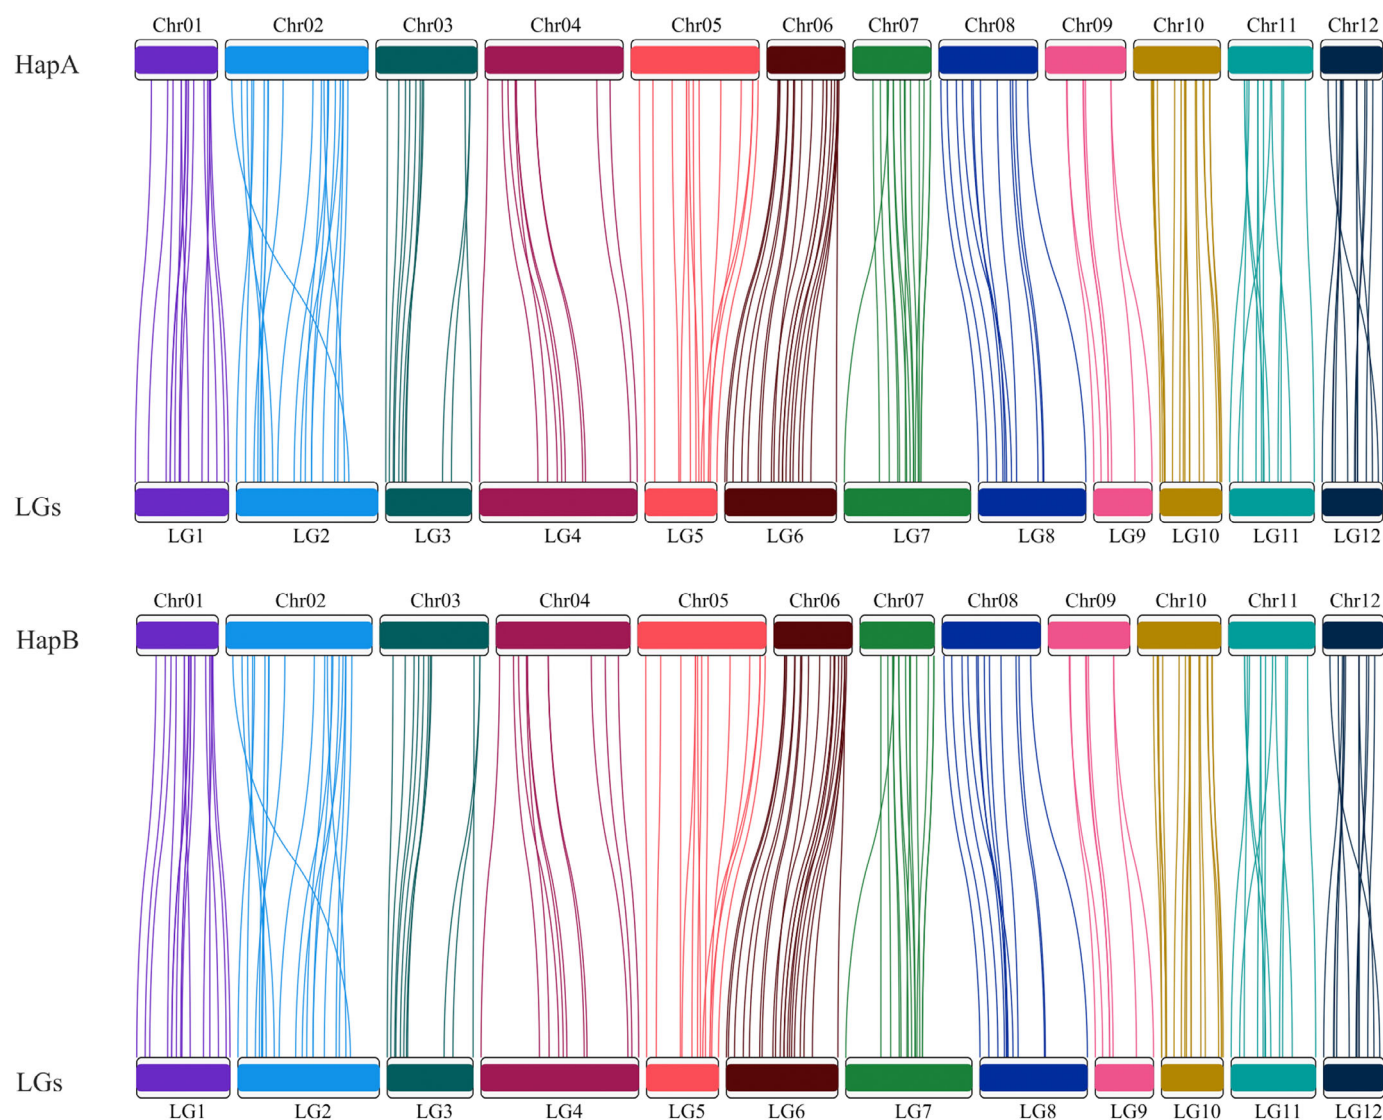 Chr01 Chr02 Chr03 Chr04 Chr05 Chr06 Chr07 Chr08 Chr09 Chr10 Chr11 Chr12
HapA
LGs
LG1 LG2 LG3 LG4 LG5 LG6 LG7 LG8 LG9 LG10 LG11 LG12
Chr01 Chr02 Chr03 Chr04 Chr05 Chr06 Chr07 Chr08 Chr09 Chr10 Chr11 Chr12
HapB
LGs
LG1 LG2 LG3 LG4 LG5 LG6 LG7 LG8 LG9 LG10 LG11 LG12